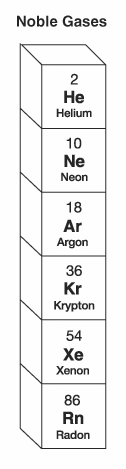 Noble Gases
2
He
Helium
10
Ne
Neon
18
Ar
Argon
36
Kr
Krypton
54
Xe
Xenon
86
Rn
Radon